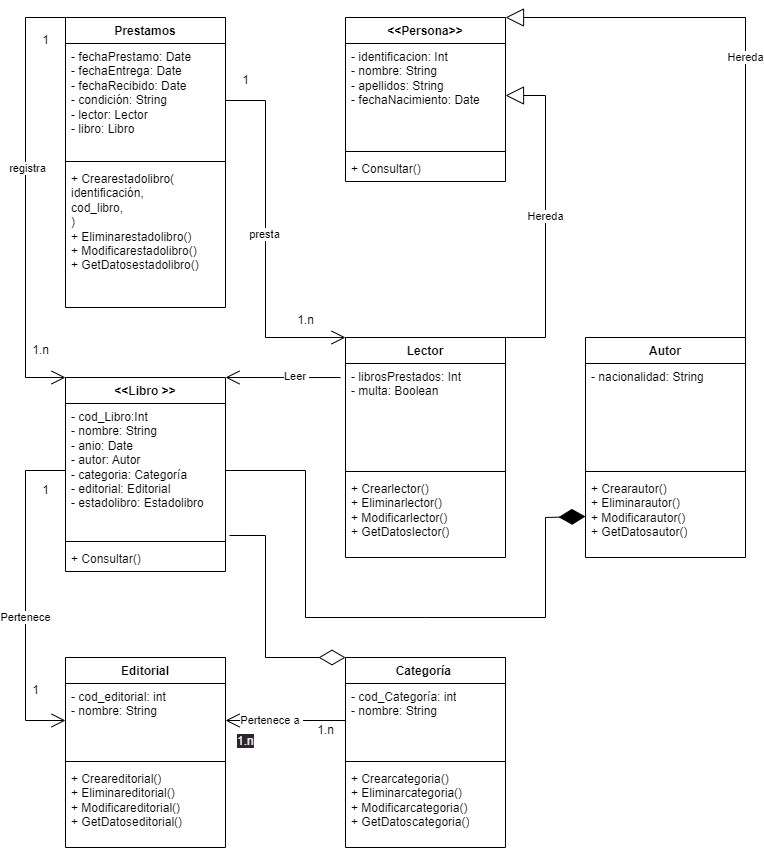 Prestamos
- fechaPrestamo: Date
- fechaEntrega: Date
- fechaRecibido: Date
- condición: String
- lector: Lector
- libro: Libro
+ Crearestadolibro(
identificación,
cod_libro,
)
+ Eliminarestadolibro()
+ Modificarestadolibro()
+ GetDatosestadolibro()
1
registra
1.n
1
presta
1.n
<<Persona>>
- identificacion: Int
- nombre: String
- apellidos: String
- fechaNacimiento: Date
+ Consultar()
Hereda
Hereda
Lector
- librosPrestados: Int
- multa: Boolean
+ Crearlector()
+ Eliminarlector()
+ Modificarlector()
+ GetDatoslector()
Autor
- nacionalidad: String
+ Crearautor()
+ Eliminarautor()
+ Modificarautor()
+ GetDatosautor()
Leer
<<Libro >>
- cod_Libro:Int
- nombre: String
- anio: Date
- autor: Autor
- categoria: Categoría
- editorial: Editorial
- estadolibro: Estadolibro
+ Consultar()
1
Pertenece
1
Editorial
- cod_editorial: int
- nombre: String
+ Creareditorial()
+ Eliminareditorial()
+ Modificareditorial()
+ GetDatoseditorial()
Pertenece a
1.n
1.n
Categoría
- cod_Categoría: int
- nombre: String
+ Crearcategoria()
+ Eliminarcategoria()
+ Modificarcategoria()
+ GetDatoscategoria()